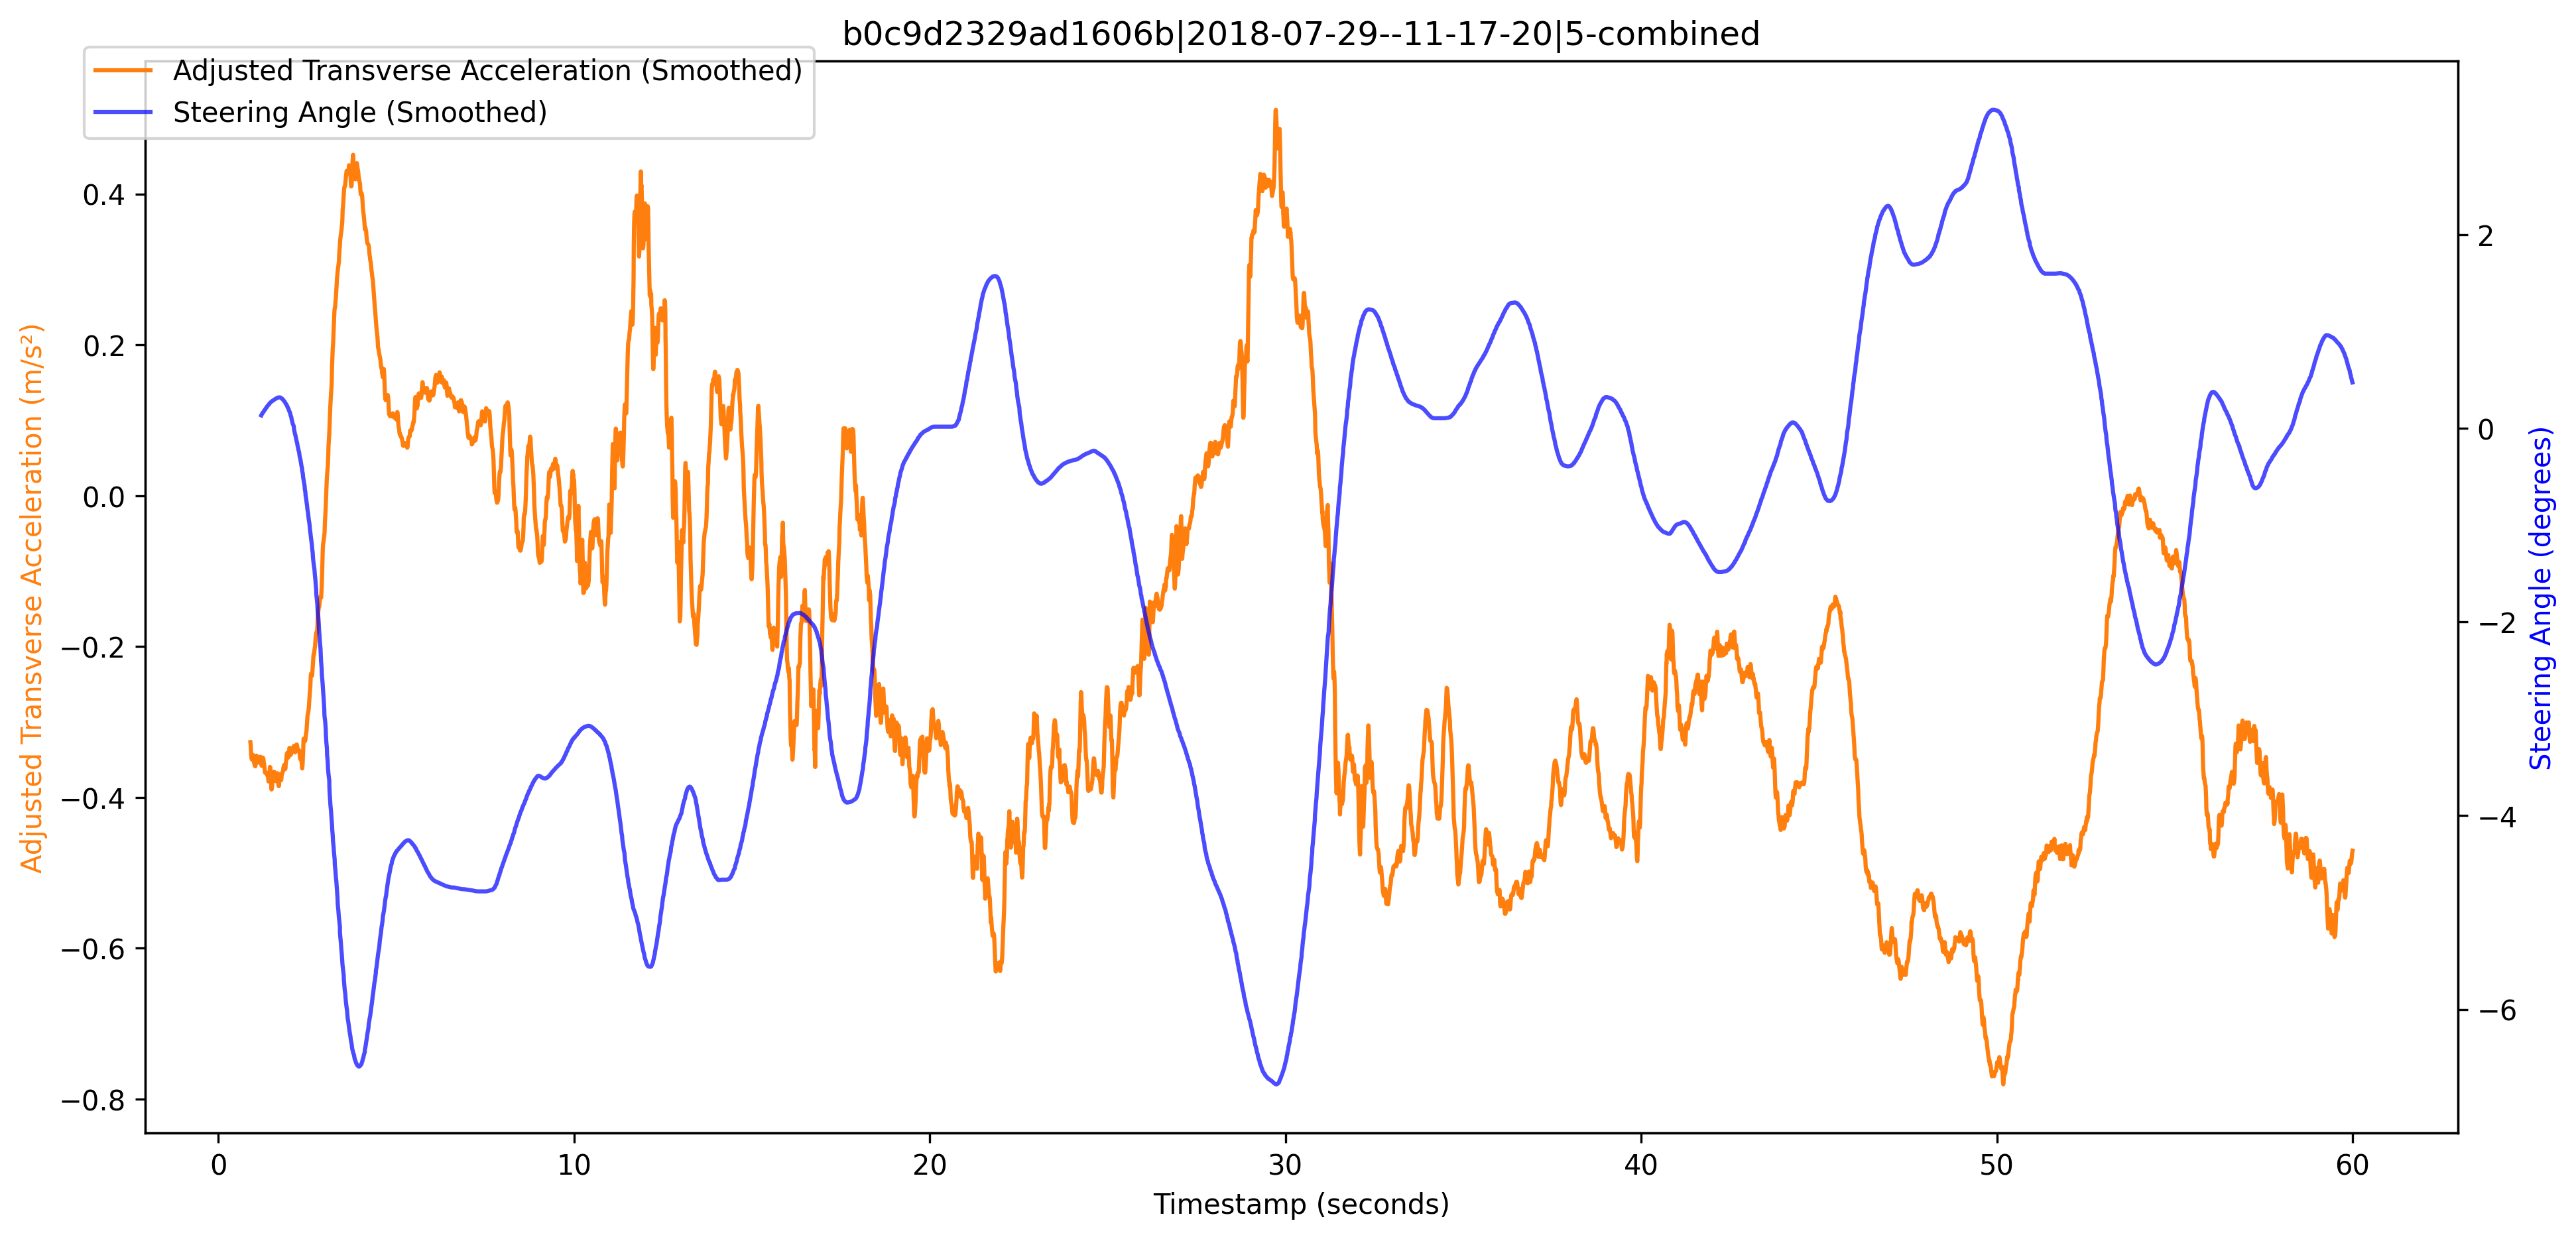 b0c9d2329ad1606b|2018-07-29--11-17-20|5-combined
Adjusted Transverse Acceleration (Smoothed)
Steering Angle (Smoothed)
Adjusted Transverse Acceleration (m/s²)
0.4
0.2
0.0
−0.2
−0.4
−0.6
−0.8
2
0
−2
−4
−6
Steering Angle (degrees)
0 10 20 30 40 50 60
Timestamp (seconds)